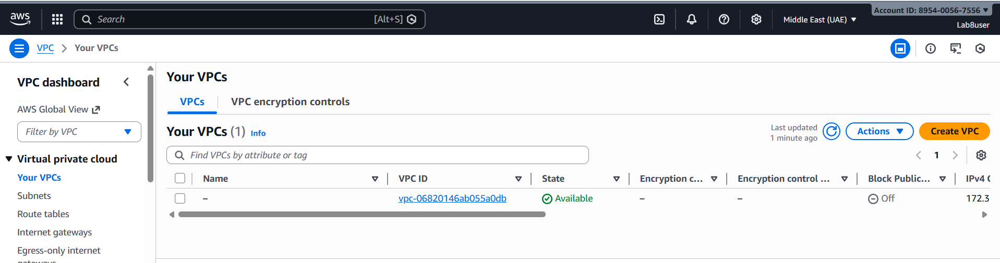 aws
Search
[Alt+S]
Middle East (UAE)
Account ID: 8954-0056-7556
Lab8user
VPC
Your VPCs
VPC dashboard
AWS Global View
Filter by VPC
Virtual private cloud
Your VPCs
Subnets
Route tables
Internet gateways
Egress-only internet
gateways
Your VPCs
VPCs
VPC encryption controls
Your VPCs (1) Info
Last updated
1 minute ago
Actions
Create VPC
Find VPCs by attribute or tag
1
Name VPC ID State Encryption c... Encryption control ... Block Public... IPv4 C
– vpc-06820146ab055a0db Available – – Off 172.3